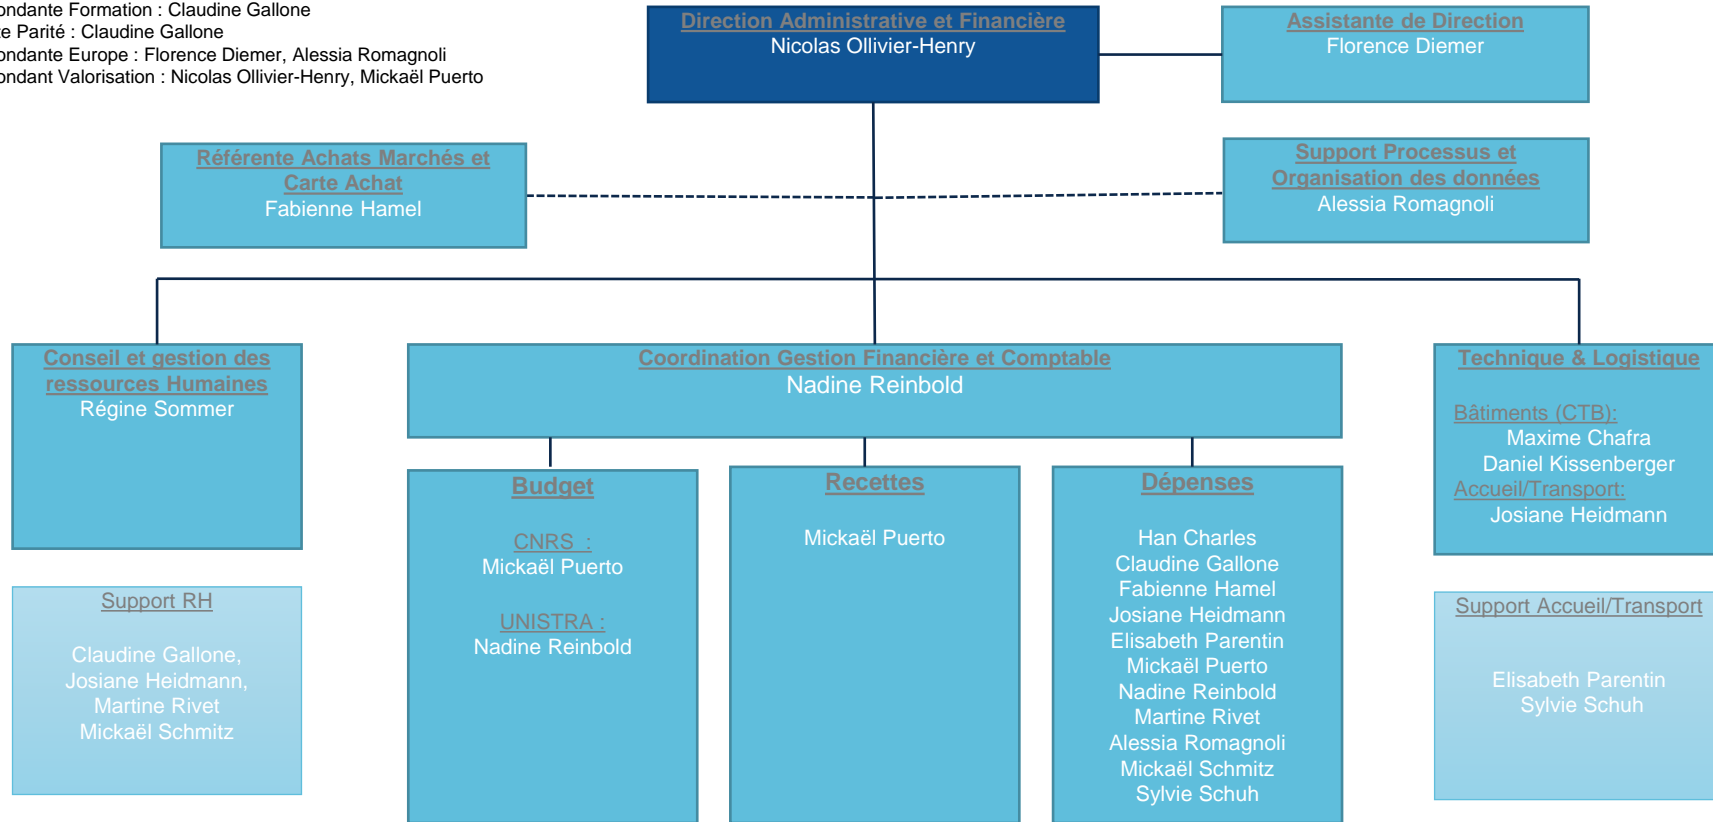 ondante Formation : Claudine Gallone
te Parité : Claudine Gallone
ondante Europe : Florence Diemer, Alessia Romagnoli
ondant Valorisation : Nicolas Ollivier-Henry, Mickaël Puerto
Direction Administrative et Financière
Nicolas Ollivier-Henry
Assistante de Direction
Florence Diemer
Référente Achats Marchés et
Carte Achat
Fabienne Hamel
Support Processus et
Organisation des données
Alessia Romagnoli
Conseil et gestion des
ressources Humaines
Régine Sommer
Coordination Gestion Financière et Comptable
Nadine Reinbold
Technique & Logistique
Bâtiments (CTB):
Maxime Chafra
Daniel Kissenberger
Accueil/Transport:
Josiane Heidmann
Budget
CNRS :
Mickaël Puerto
UNISTRA :
Nadine Reinbold
Recettes
Mickaël Puerto
Dépenses
Han Charles
Claudine Gallone
Fabienne Hamel
Josiane Heidmann
Elisabeth Parentin
Mickaël Puerto
Nadine Reinbold
Martine Rivet
Alessia Romagnoli
Mickaël Schmitz
Sylvie Schuh
Support RH
Claudine Gallone,
Josiane Heidmann,
Martine Rivet
Mickaël Schmitz
Support Accueil/Transport
Elisabeth Parentin
Sylvie Schuh